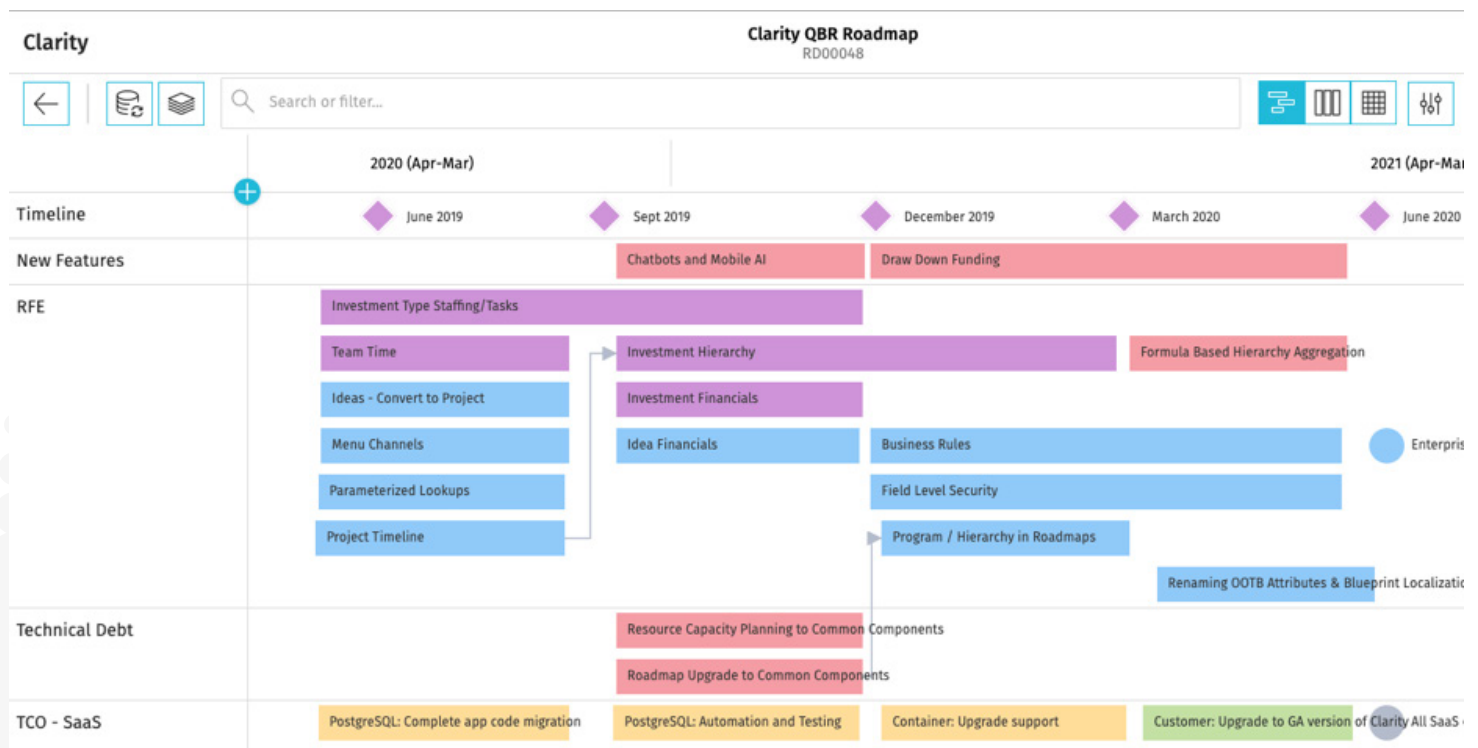 Clarity
Clarity QBR Roadmap
RD00048
Search or filter...
2020 (Apr-Mar)
2021 (Apr-Mar
Timeline
June 2019
Sept 2019
December 2019
March 2020
June 2020
New Features
Chatbots and Mobile AI
Draw Down Funding
RFE
Investment Type Staffing/Tasks
Team Time
Investment Hierarchy
Formula Based Hierarchy Aggregation
Ideas - Convert to Project
Investment Financials
Menu Channels
Idea Financials
Business Rules
Enterpris
Parameterized Lookups
Field Level Security
Project Timeline
Program / Hierarchy in Roadmaps
Renaming OOTB Attributes & Blueprint Localizatio
Technical Debt
Resource Capacity Planning to Common Components
Roadmap Upgrade to Common Components
TCO - SaaS
PostgreSQL: Complete app code migration
PostgreSQL: Automation and Testing
Container: Upgrade support
Customer: Upgrade to GA version of Clarity All SaaS